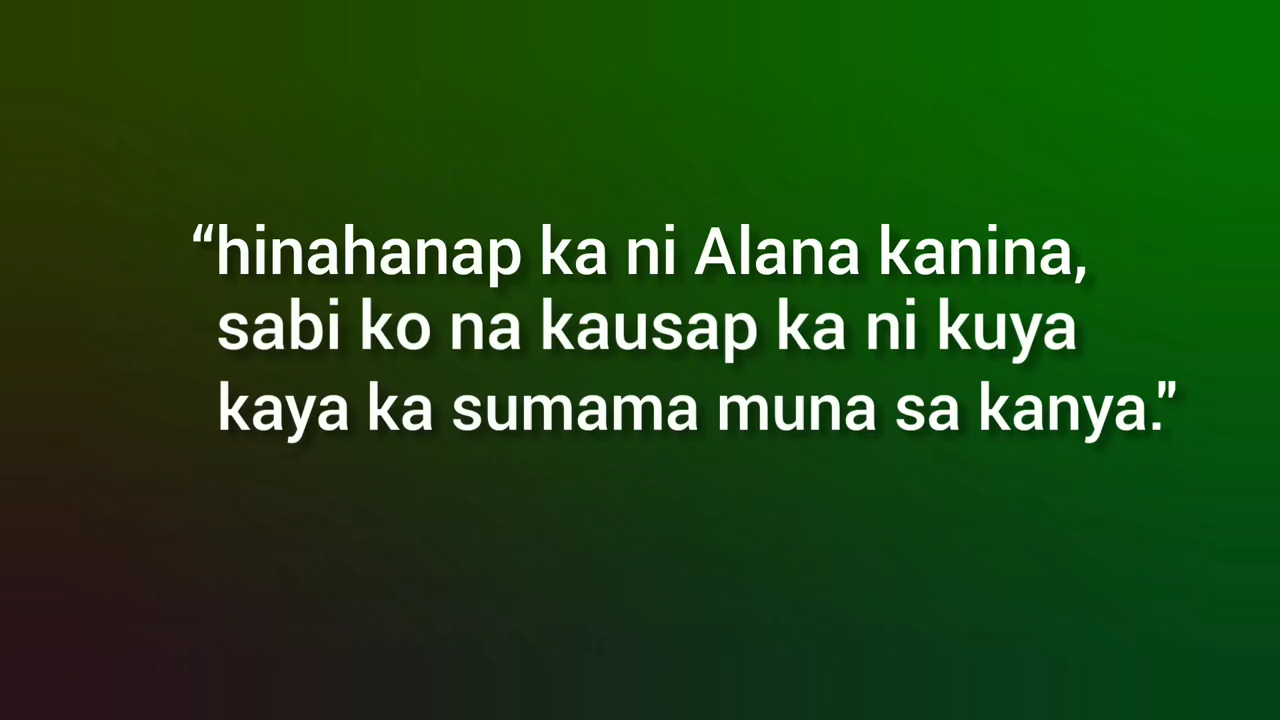 “hinahanap ka ni Alana kanina,
sabi ko na kausap ka ni kuya
kaya ka sumama muna sa kanya.”